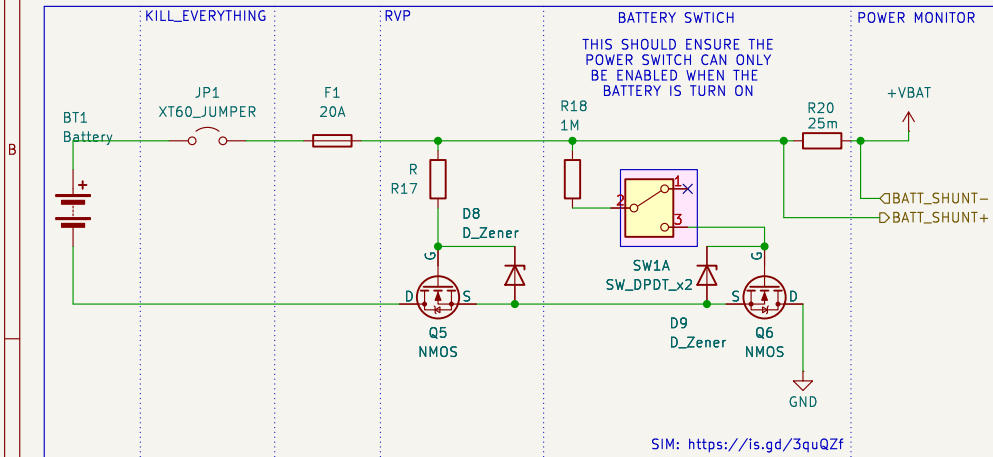 KILL_EVERYTHING
RVP
BATTERY SWTICH
POWER MONITOR
THIS SHOULD ENSURE THE
POWER SWITCH CAN ONLY
BE ENABLED WHEN THE
BATTERY IS TURN ON
BT1
Battery
+
JP1
XT60_JUMPER
F1
20A
R18
1M
R20
25m
+VBAT
B
R
R17
1
2
3
BATT_SHUNT-
BATT_SHUNT+
D8
D_Zener
G
D
S
Q5
NMOS
SW1A
SW_DPDT_x2
G
S
D
D9
D_Zener
Q6
NMOS
GND
SIM: https://is.gd/3quQZf